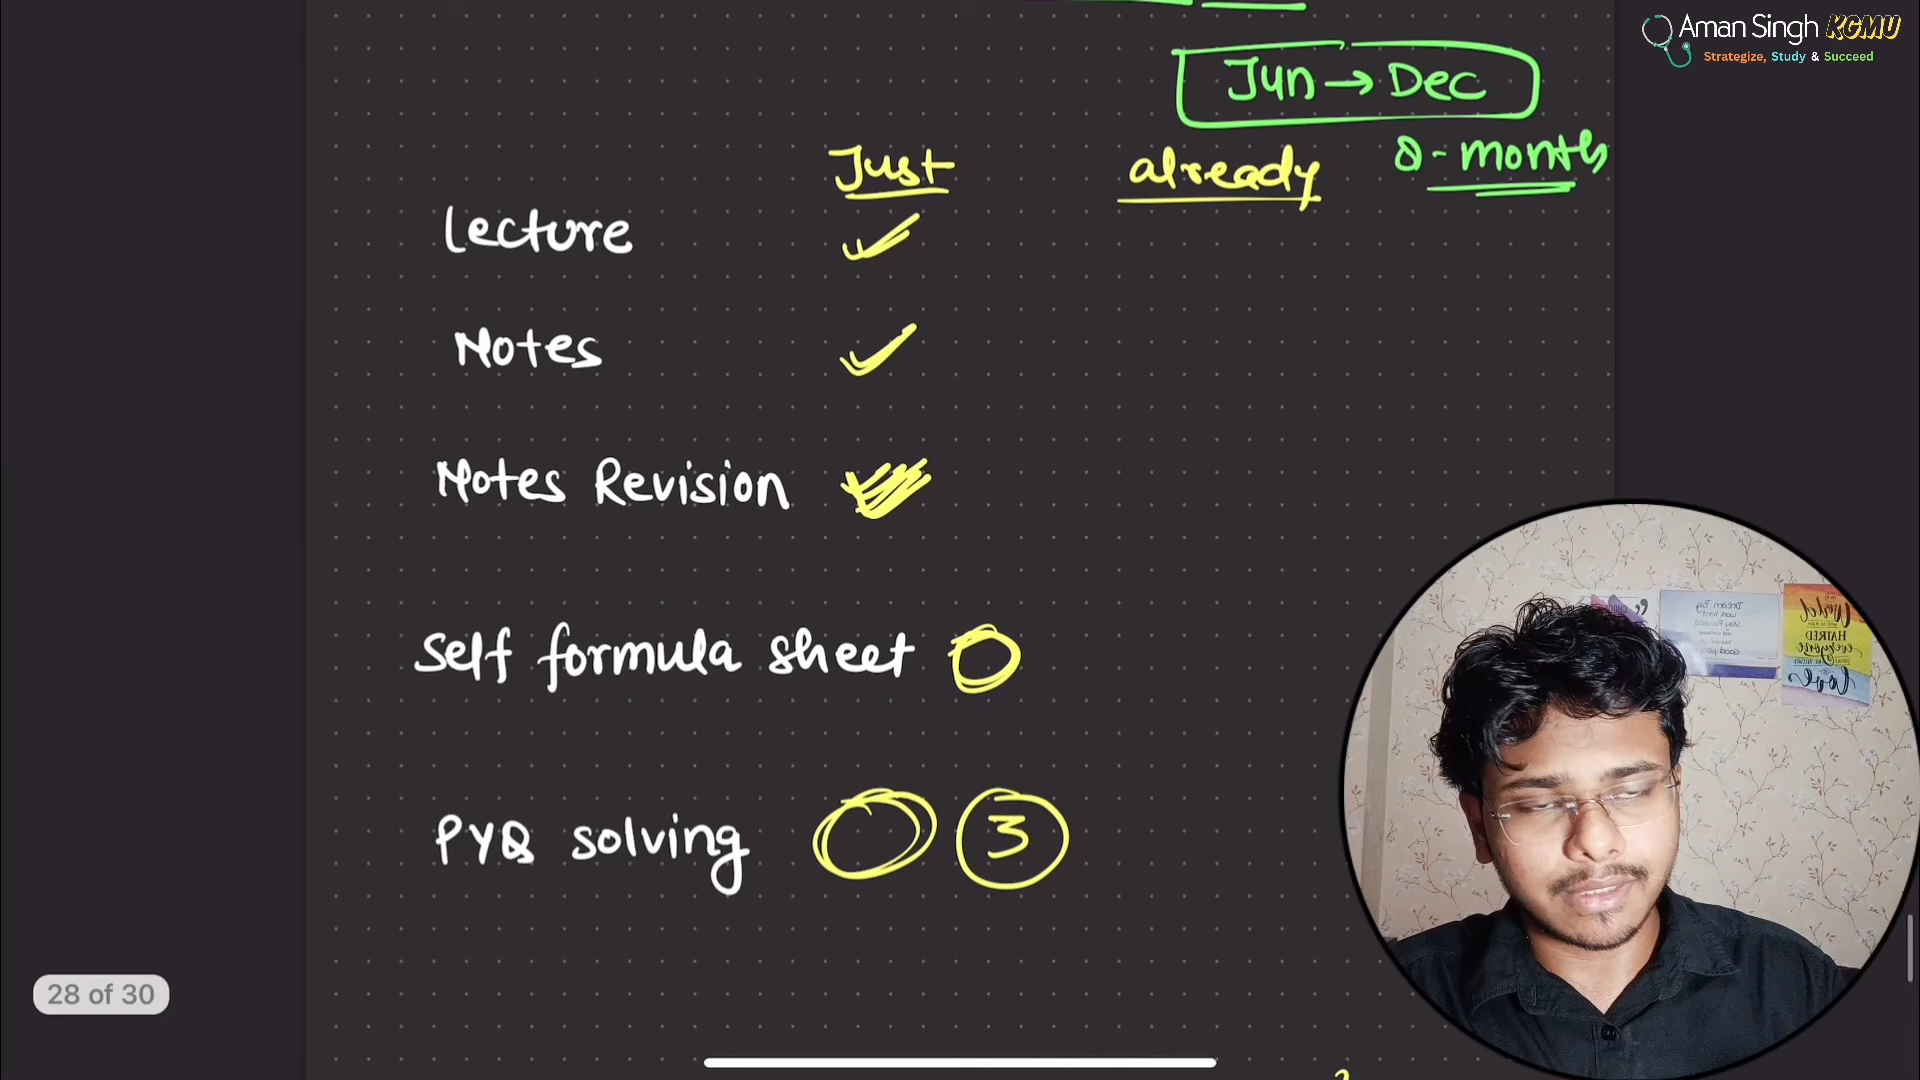 Aman Singh KGMU
Strategize, Study & Succeed
Jun → Dec
8-month
Just already
Lecture ✓
Notes ✓
Notes Revision
Self formula sheet
PYQ solving 3
28 of 30